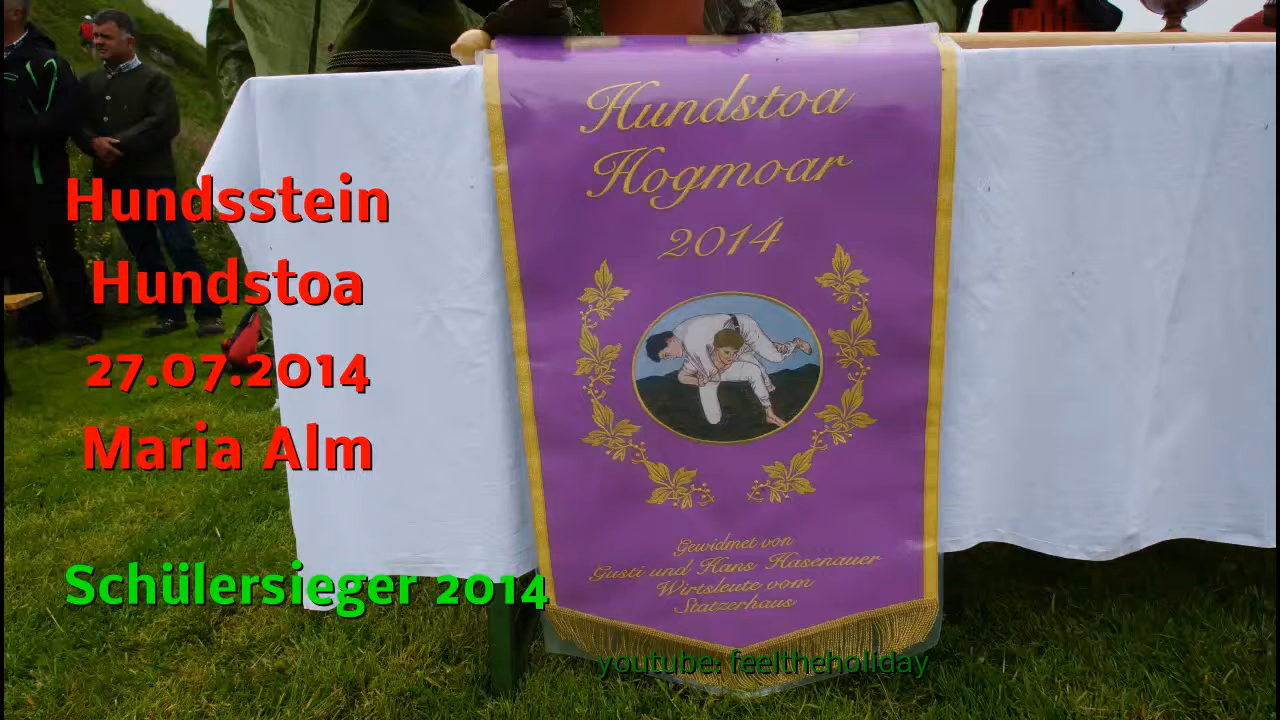 Hundstoa
Hogmoar
2014
Hundsstein
Hundstoa
27.07.2014
Maria Alm
Schülersieger 2014
Gewidmet von
Gusti und Hans Hasenauer
Wirtsleute vom
Statzerhaus
youtube: feeltheholiday